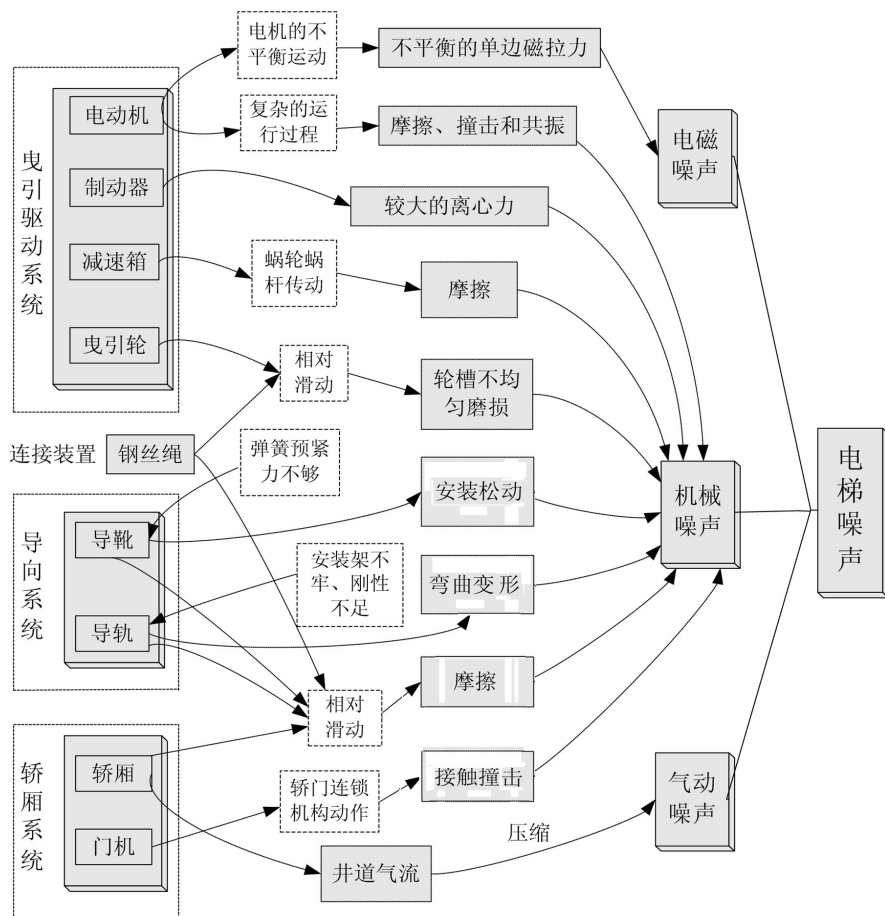 电机的不
平衡运动
不平衡的单边磁拉力
曳引驱动系统
电动机
复杂的运
行过程
摩擦、撞击和共振
电磁
噪声
制动器
较大的离心力
减速箱
蜗轮蜗
杆传动
摩擦
曳引轮
相对
滑动
轮槽不均
匀磨损
连接装置
钢丝绳
弹簧预紧
力不够
安装松动
机械
噪声
电梯噪声
导向系统
导靴
安装架不
牢、刚性
不足
弯曲变形
导轨
相对
滑动
摩擦
轿厢系统
轿厢
轿门连锁
机构动作
接触撞击
气动
噪声
门机
压缩
井道气流